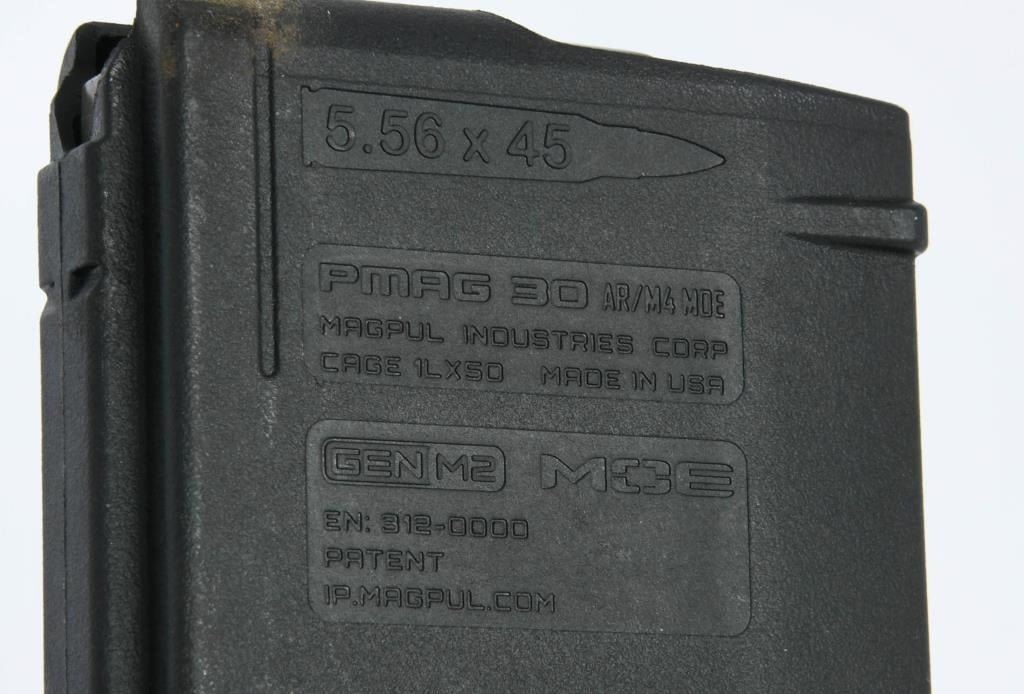 5.56 x 45
PMAG 30 AR/M4 MOE
MAGPUL INDUSTRIES CORP
CAGE 1LX50 MADE IN USA
GEN M2 MOE
EN: 312-0000
PATENT
IP.MAGPUL.COM